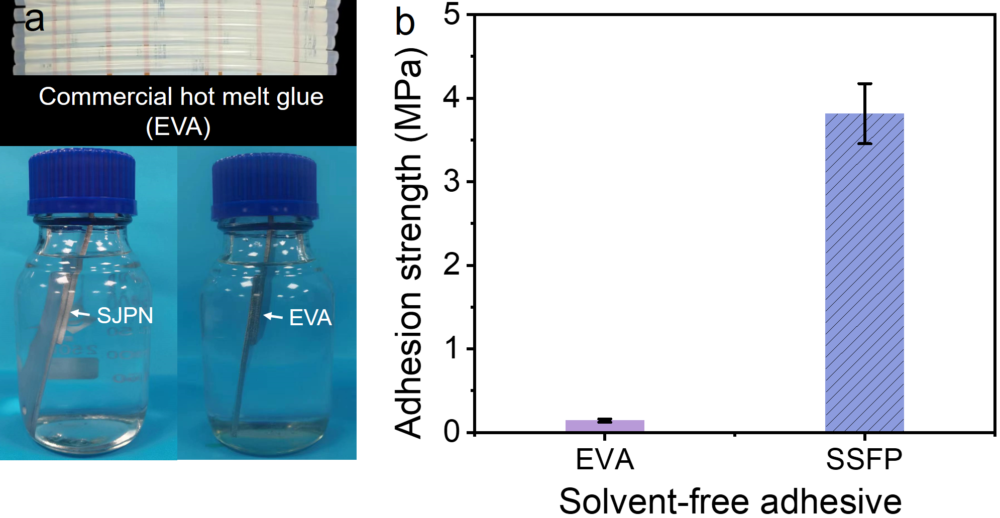 a
Commercial hot melt glue
(EVA)
SJPN
EVA
250
b
Adhesion strength (MPa)
5
4
3
2
1
0
EVA
SSFP
Solvent-free adhesive